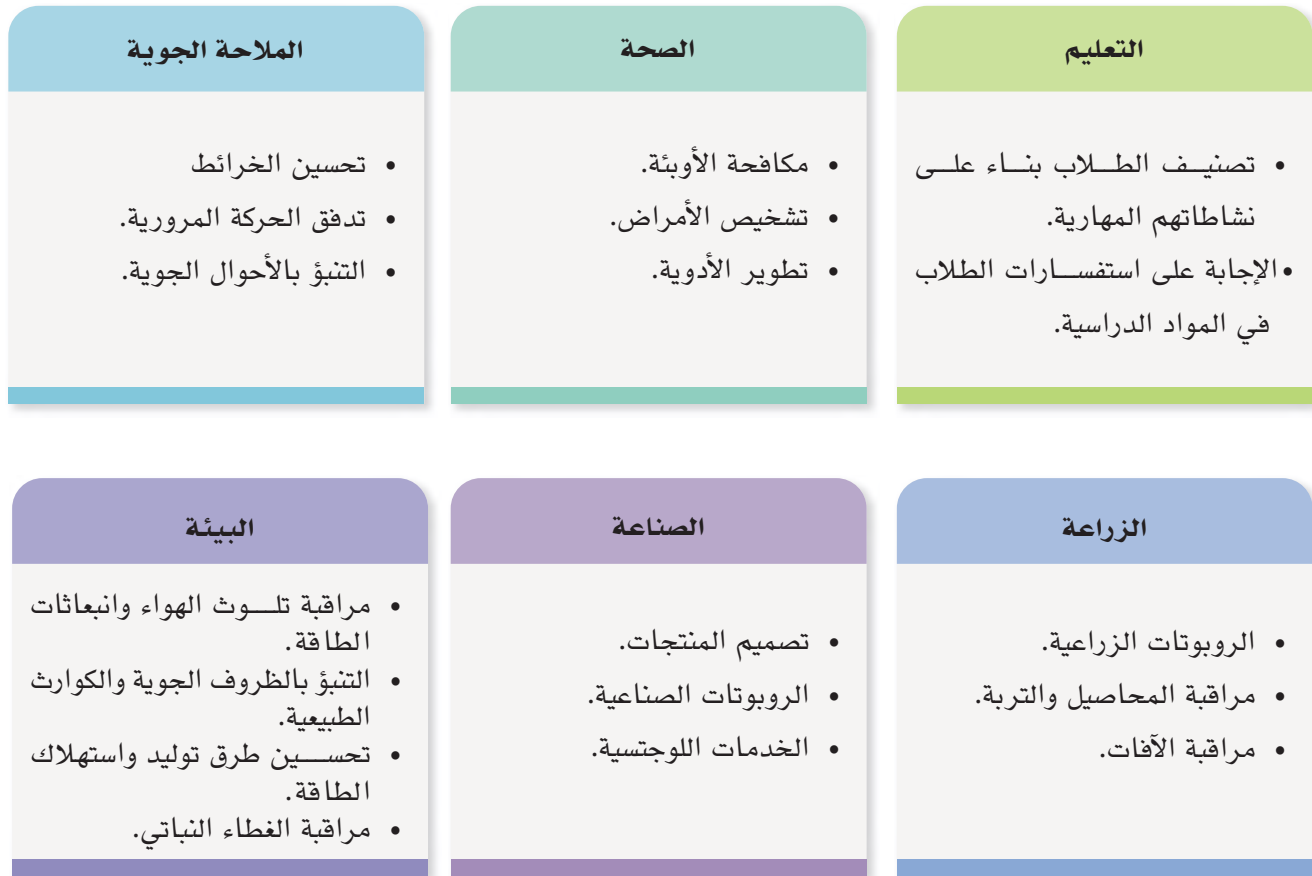 التعليم
• تصنيف الطلاب بناء على
نشاطاتهم المهارية.
• الإجابة على استفسارات الطلاب
في المواد الدراسية.
الصحة
• مكافحة الأوبئة.
• تشخيص الأمراض.
• تطوير الأدوية.
الملاحة الجوية
• تحسين الخرائط
• تدفق الحركة المرورية.
• التنبؤ بالأحوال الجوية.
الزراعة
• الروبوتات الزراعية.
• مراقبة المحاصيل والتربة.
• مراقبة الآفات.
الصناعة
• تصميم المنتجات.
• الروبوتات الصناعية.
• الخدمات اللوجتسية.
البيئة
• مراقبة تلوث الهواء وانبعاثات
الطاقة.
• التنبؤ بالظروف الجوية والكوارث
الطبيعية.
• تحسين طرق توليد واستهلاك
الطاقة.
• مراقبة الغطاء النباتي.